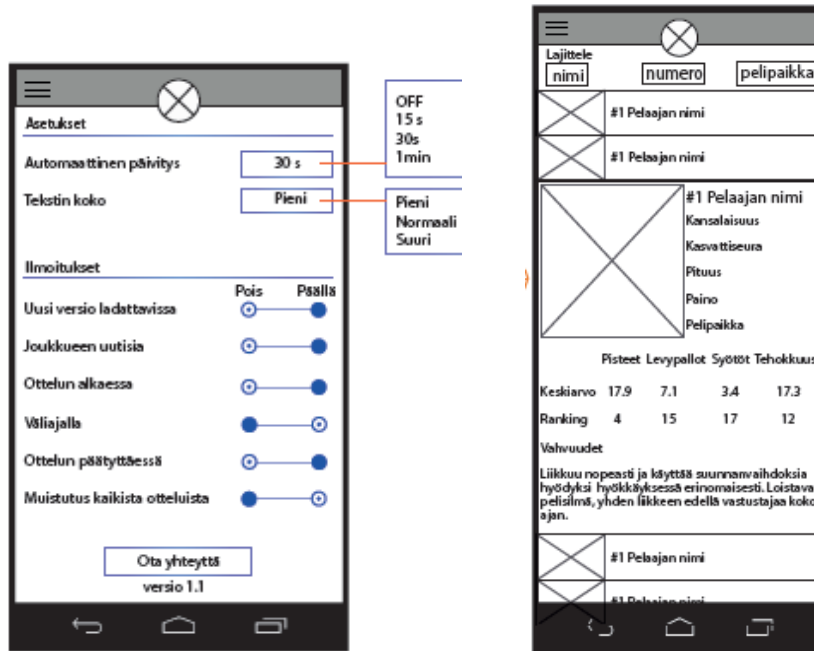 Asetukset
Automaattinen päivitys 30 s
OFF
15 s
30s
1min
Tekstin koko Pieni
Pieni
Normaali
Suuri
Ilmoitukset
Pois Päällä
Uusi versio ladattavissa
Joukkueen uutisia
Ottelun alkaessa
Väliajalla
Ottelun päätyttäessä
Muistutus kaikista otteluista
Ota yhteyttä
versio 1.1
Lajittele
nimi numero pelipaikka
#1 Pelaajan nimi
#1 Pelaajan nimi
#1 Pelaajan nimi
Kansalaisuus
Kasvattiseura
Pituus
Paino
Pelipaikka
Pisteet Levypallot Syötöt Tehokkuus
Keskiarvo 17.9 7.1 3.4 17.3
Ranking 4 15 17 12
Vahvuudet
Liikkuu nopeasti ja käyttää suunnanvaihdoksia
hyödyksi hyökkäyksessä erinomaisesti. Loistava
pelisilmä, yhden liikkeen edellä vastustajaa koko
ajan.
#1 Pelaajan nimi
#1 Pelaajan nimi